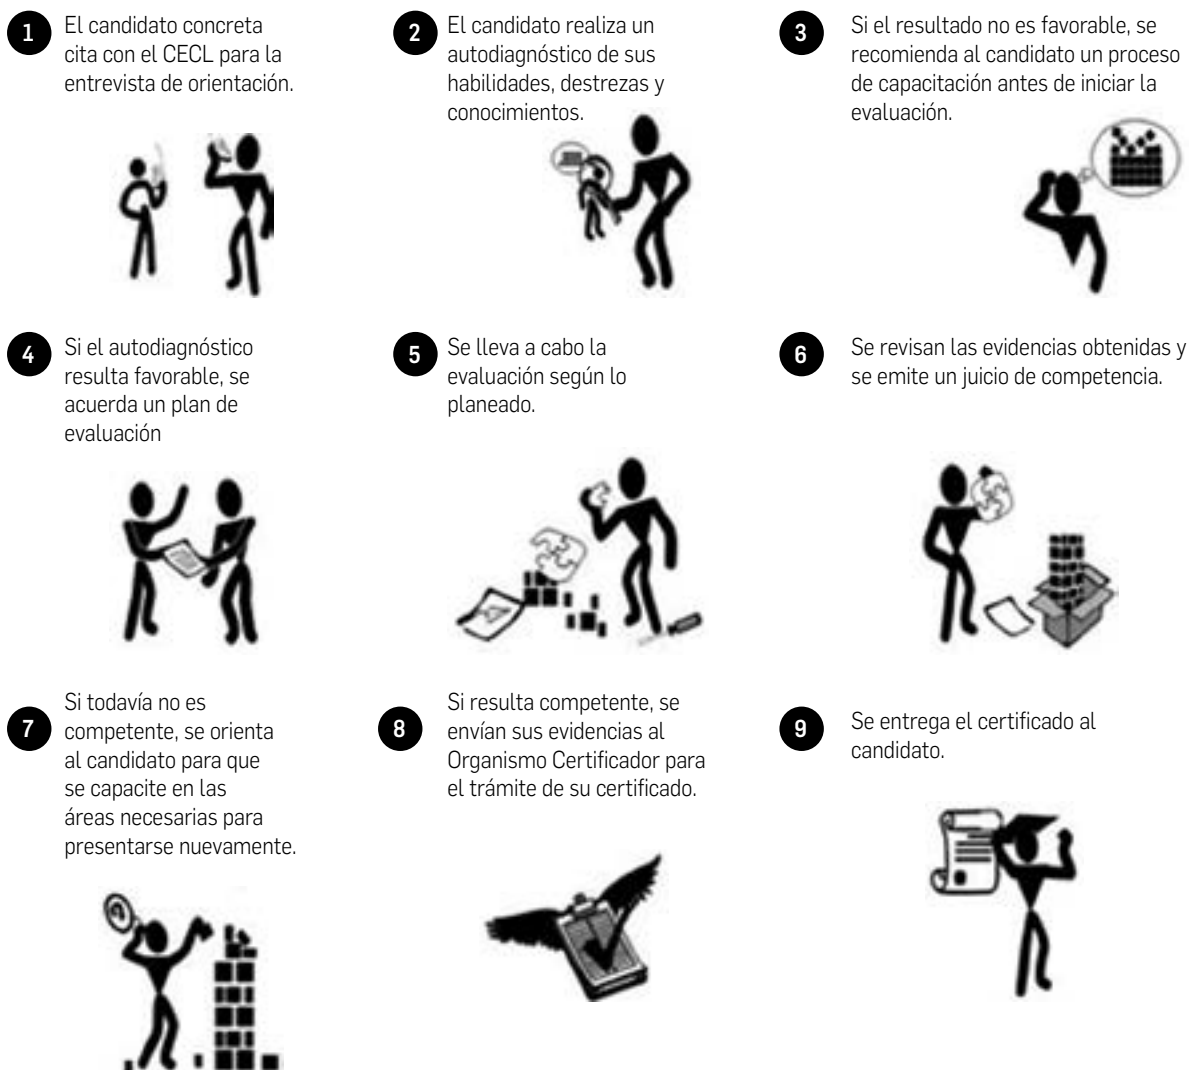 1
El candidato concreta
cita con el CECL para la
entrevista de orientación.
2
El candidato realiza un
autodiagnóstico de sus
habilidades, destrezas y
conocimientos.
3
Si el resultado no es favorable, se
recomienda al candidato un proceso
de capacitación antes de iniciar la
evaluación.
4
Si el autodiagnóstico
resulta favorable, se
acuerda un plan de
evaluación
5
Se lleva a cabo la
evaluación según lo
planeado.
6
Se revisan las evidencias obtenidas y
se emite un juicio de competencia.
7
Si todavía no es
competente, se orienta
al candidato para que
se capacite en las
áreas necesarias para
presentarse nuevamente.
8
Si resulta competente, se
envían sus evidencias al
Organismo Certificador para
el trámite de su certificado.
9
Se entrega el certificado al
candidato.